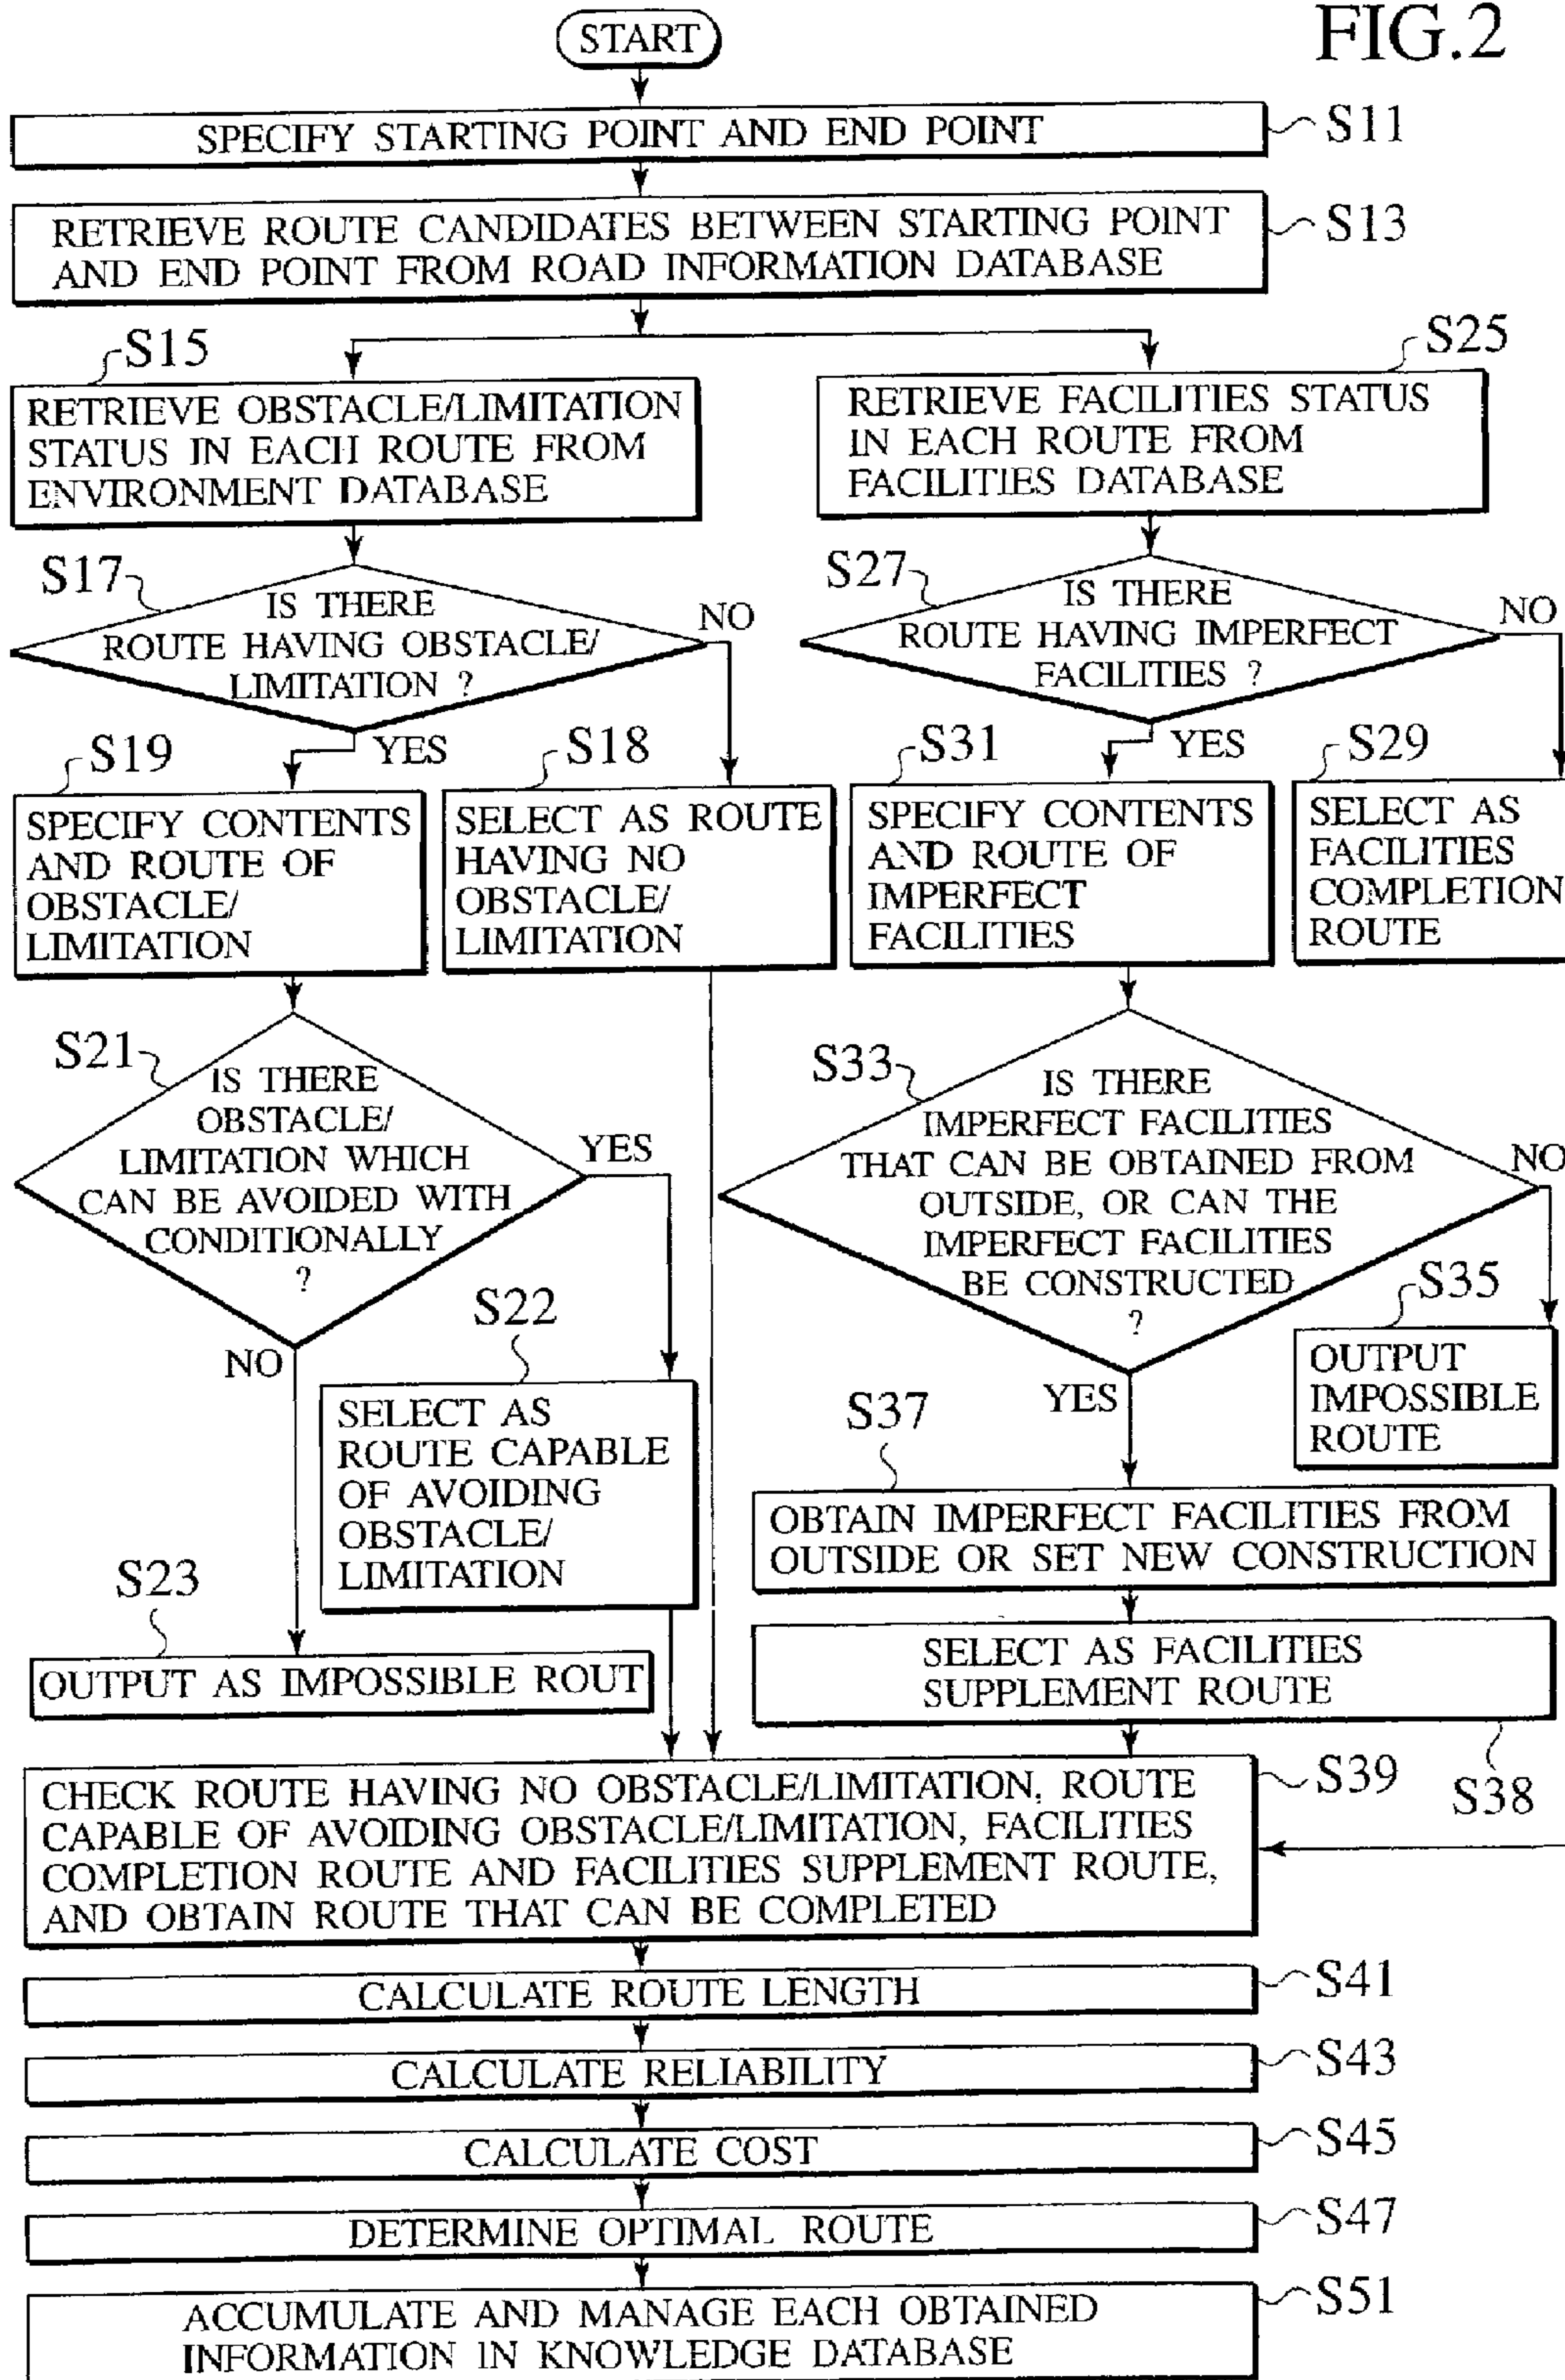 FIG.2
START
SPECIFY STARTING POINT AND END POINT
S11
RETRIEVE ROUTE CANDIDATES BETWEEN STARTING POINT
AND END POINT FROM ROAD INFORMATION DATABASE
S13
S15
RETRIEVE OBSTACLE/LIMITATION
STATUS IN EACH ROUTE FROM
ENVIRONMENT DATABASE
S25
RETRIEVE FACILITIES STATUS
IN EACH ROUTE FROM
FACILITIES DATABASE
S17
IS THERE
ROUTE HAVING OBSTACLE/
LIMITATION ?
NO
YES
S27
IS THERE
ROUTE HAVING IMPERFECT
FACILITIES ?
NO
YES
S19
SPECIFY CONTENTS
AND ROUTE OF
OBSTACLE/
LIMITATION
S18
SELECT AS ROUTE
HAVING NO
OBSTACLE/
LIMITATION
S31
SPECIFY CONTENTS
AND ROUTE OF
IMPERFECT
FACILITIES
S29
SELECT AS
FACILITIES
COMPLETION
ROUTE
S21
IS THERE
OBSTACLE/
LIMITATION WHICH
CAN BE AVOIDED WITH
CONDITIONALLY
?
YES
NO
S33
IS THERE
IMPERFECT FACILITIES
THAT CAN BE OBTAINED FROM
OUTSIDE, OR CAN THE
IMPERFECT FACILITIES
BE CONSTRUCTED
?
NO
YES
S22
SELECT AS
ROUTE CAPABLE
OF AVOIDING
OBSTACLE/
LIMITATION
S35
OUTPUT
IMPOSSIBLE
ROUTE
S37
OBTAIN IMPERFECT FACILITIES FROM
OUTSIDE OR SET NEW CONSTRUCTION
S23
OUTPUT AS IMPOSSIBLE ROUT
SELECT AS FACILITIES
SUPPLEMENT ROUTE
S38
CHECK ROUTE HAVING NO OBSTACLE/LIMITATION, ROUTE
CAPABLE OF AVOIDING OBSTACLE/LIMITATION, FACILITIES
COMPLETION ROUTE AND FACILITIES SUPPLEMENT ROUTE,
AND OBTAIN ROUTE THAT CAN BE COMPLETED
S39
CALCULATE ROUTE LENGTH
S41
CALCULATE RELIABILITY
S43
CALCULATE COST
S45
DETERMINE OPTIMAL ROUTE
S47
ACCUMULATE AND MANAGE EACH OBTAINED
INFORMATION IN KNOWLEDGE DATABASE
S51